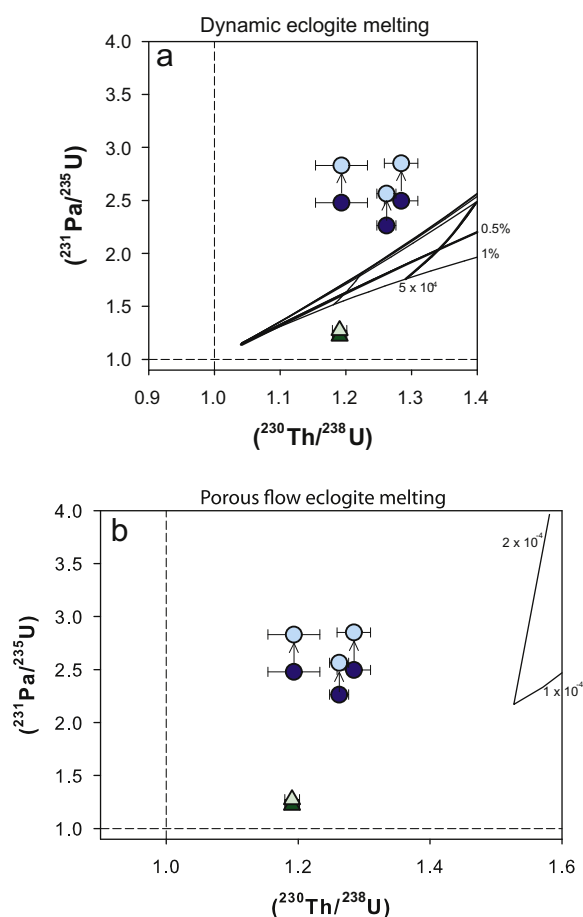 Dynamic eclogite melting
a
4.0
3.5
3.0
2.5
2.0
1.5
1.0
(²³¹Pa/²³⁵U)
0.5%
1%
5 x 10⁴
0.9 1.0 1.1 1.2 1.3 1.4
(²³⁰Th/²³⁸U)
Porous flow eclogite melting
b
4.0
3.5
3.0
2.5
2.0
1.5
1.0
(²³¹Pa/²³⁵U)
2 x 10⁻⁴
1 x 10⁻⁴
1.0 1.2 1.4 1.6
(²³⁰Th/²³⁸U)